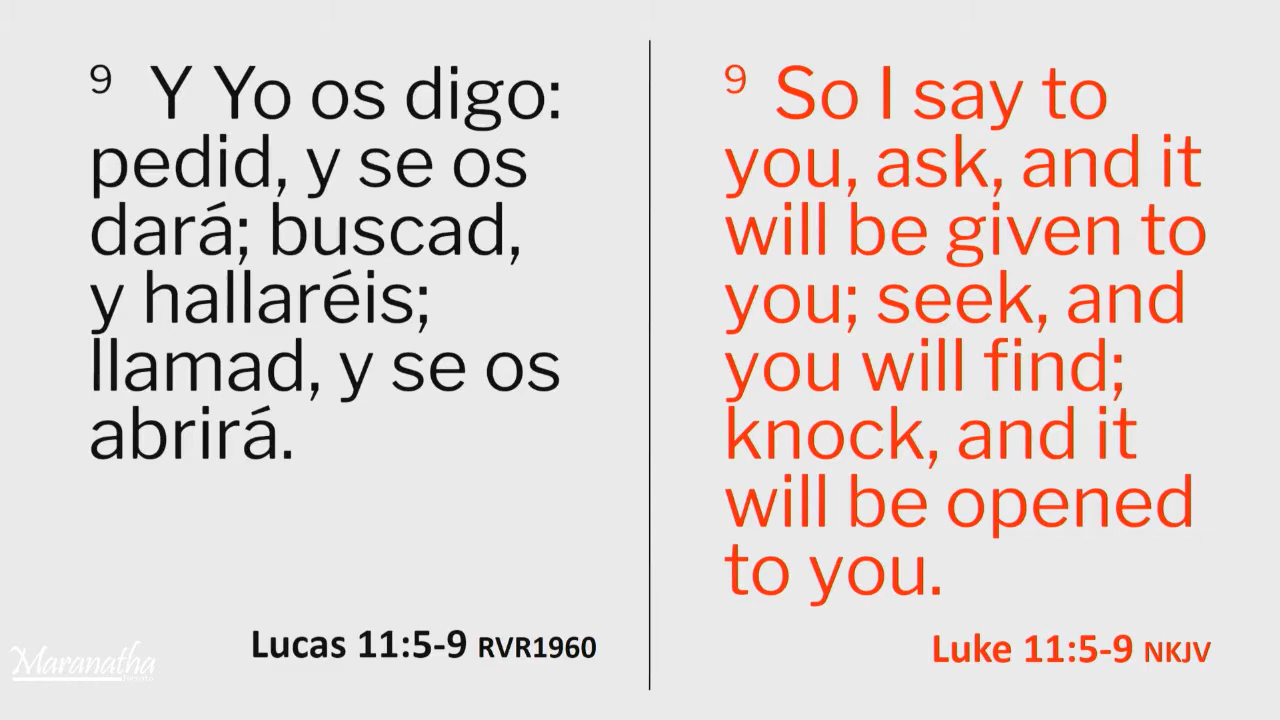 9 Y Yo os digo:
pedid, y se os
dará; buscad,
y hallaréis;
llamad, y se os
abrirá.
Lucas 11:5-9 RVR1960
9 So I say to
you, ask, and it
will be given to
you; seek, and
you will find;
knock, and it
will be opened
to you.
Luke 11:5-9 NKJV
Maranatha